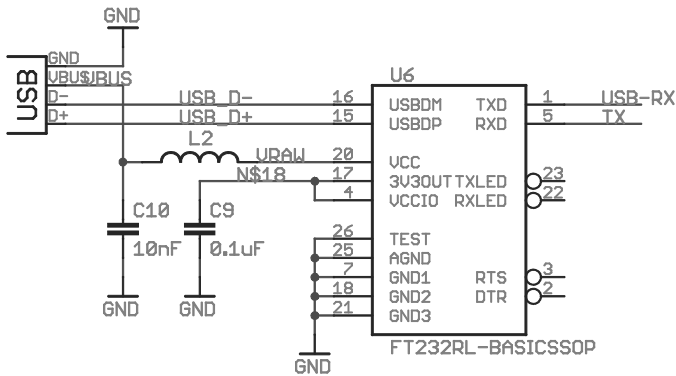 GND
U6
GND
VBUS VBUS
D- USB_D- 16 USBDM TXD 1 USB-RX
D+ USB_D+ 15 USBDP RXD 5 TX
USB
L2
VRAW 20 VCC
N$18 17 3V3OUT TXLED 23
4 VCCIO RXLED 22
C10 C9
10nF 0.1uF
26 TEST
25 AGND
7 GND1 RTS 3
18 GND2 DTR 2
21 GND3
GND GND
FT232RL-BASICSSOP
GND